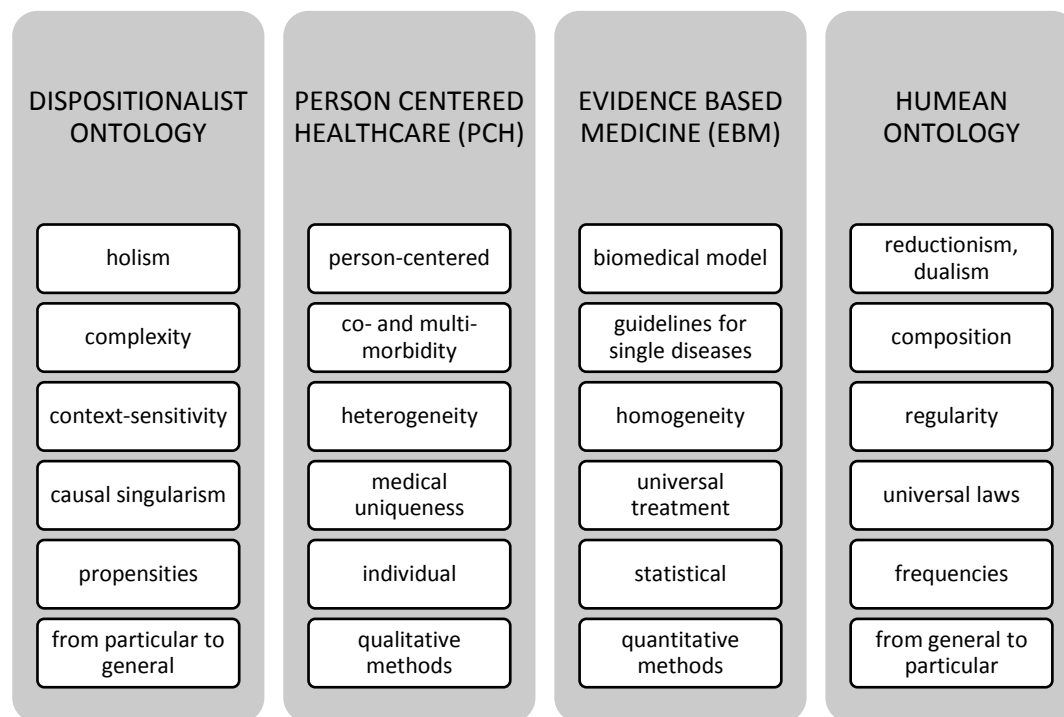 DISPOSITIONALIST
ONTOLOGY
holism
complexity
context-sensitivity
causal singularism
propensities
from particular to
general
PERSON CENTERED
HEALTHCARE (PCH)
person-centered
co- and multi-
morbidity
heterogeneity
medical
uniqueness
individual
qualitative
methods
EVIDENCE BASED
MEDICINE (EBM)
biomedical model
guidelines for
single diseases
homogeneity
universal
treatment
statistical
quantitative
methods
HUMEAN
ONTOLOGY
reductionism,
dualism
composition
regularity
universal laws
frequencies
from general to
particular